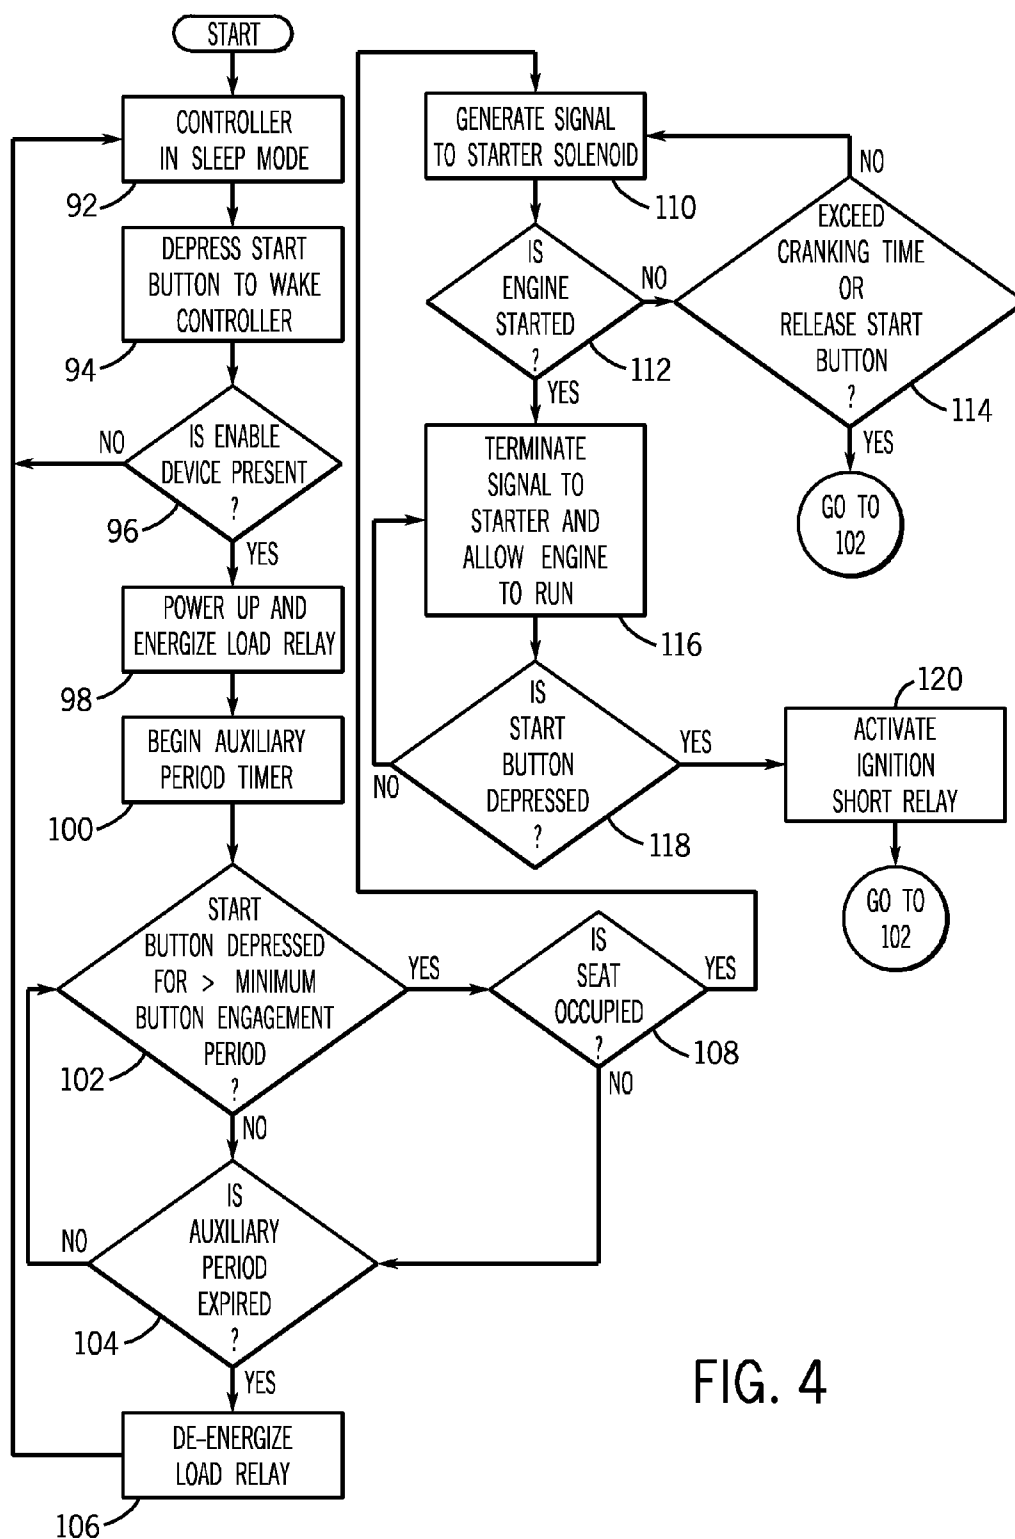 START
CONTROLLER
IN SLEEP MODE
92
DEPRESS START
BUTTON TO WAKE
CONTROLLER
94
IS ENABLE
DEVICE PRESENT
?
NO
96
YES
POWER UP AND
ENERGIZE LOAD RELAY
98
BEGIN AUXILIARY
PERIOD TIMER
100
START
BUTTON DEPRESSED
FOR > MINIMUM
BUTTON ENGAGEMENT
PERIOD
?
102
YES
NO
IS
AUXILIARY
PERIOD
EXPIRED
?
NO
104
YES
DE-ENERGIZE
LOAD RELAY
106
IS
SEAT
OCCUPIED
?
YES
108
NO
GENERATE SIGNAL
TO STARTER SOLENOID
110
IS
ENGINE
STARTED
?
NO
112
YES
EXCEED
CRANKING TIME
OR
RELEASE START
BUTTON
?
NO
114
YES
GO TO
102
TERMINATE
SIGNAL TO
STARTER AND
ALLOW ENGINE
TO RUN
116
IS
START
BUTTON
DEPRESSED
?
NO
YES
118
120
ACTIVATE
IGNITION
SHORT RELAY
GO TO
102
FIG. 4